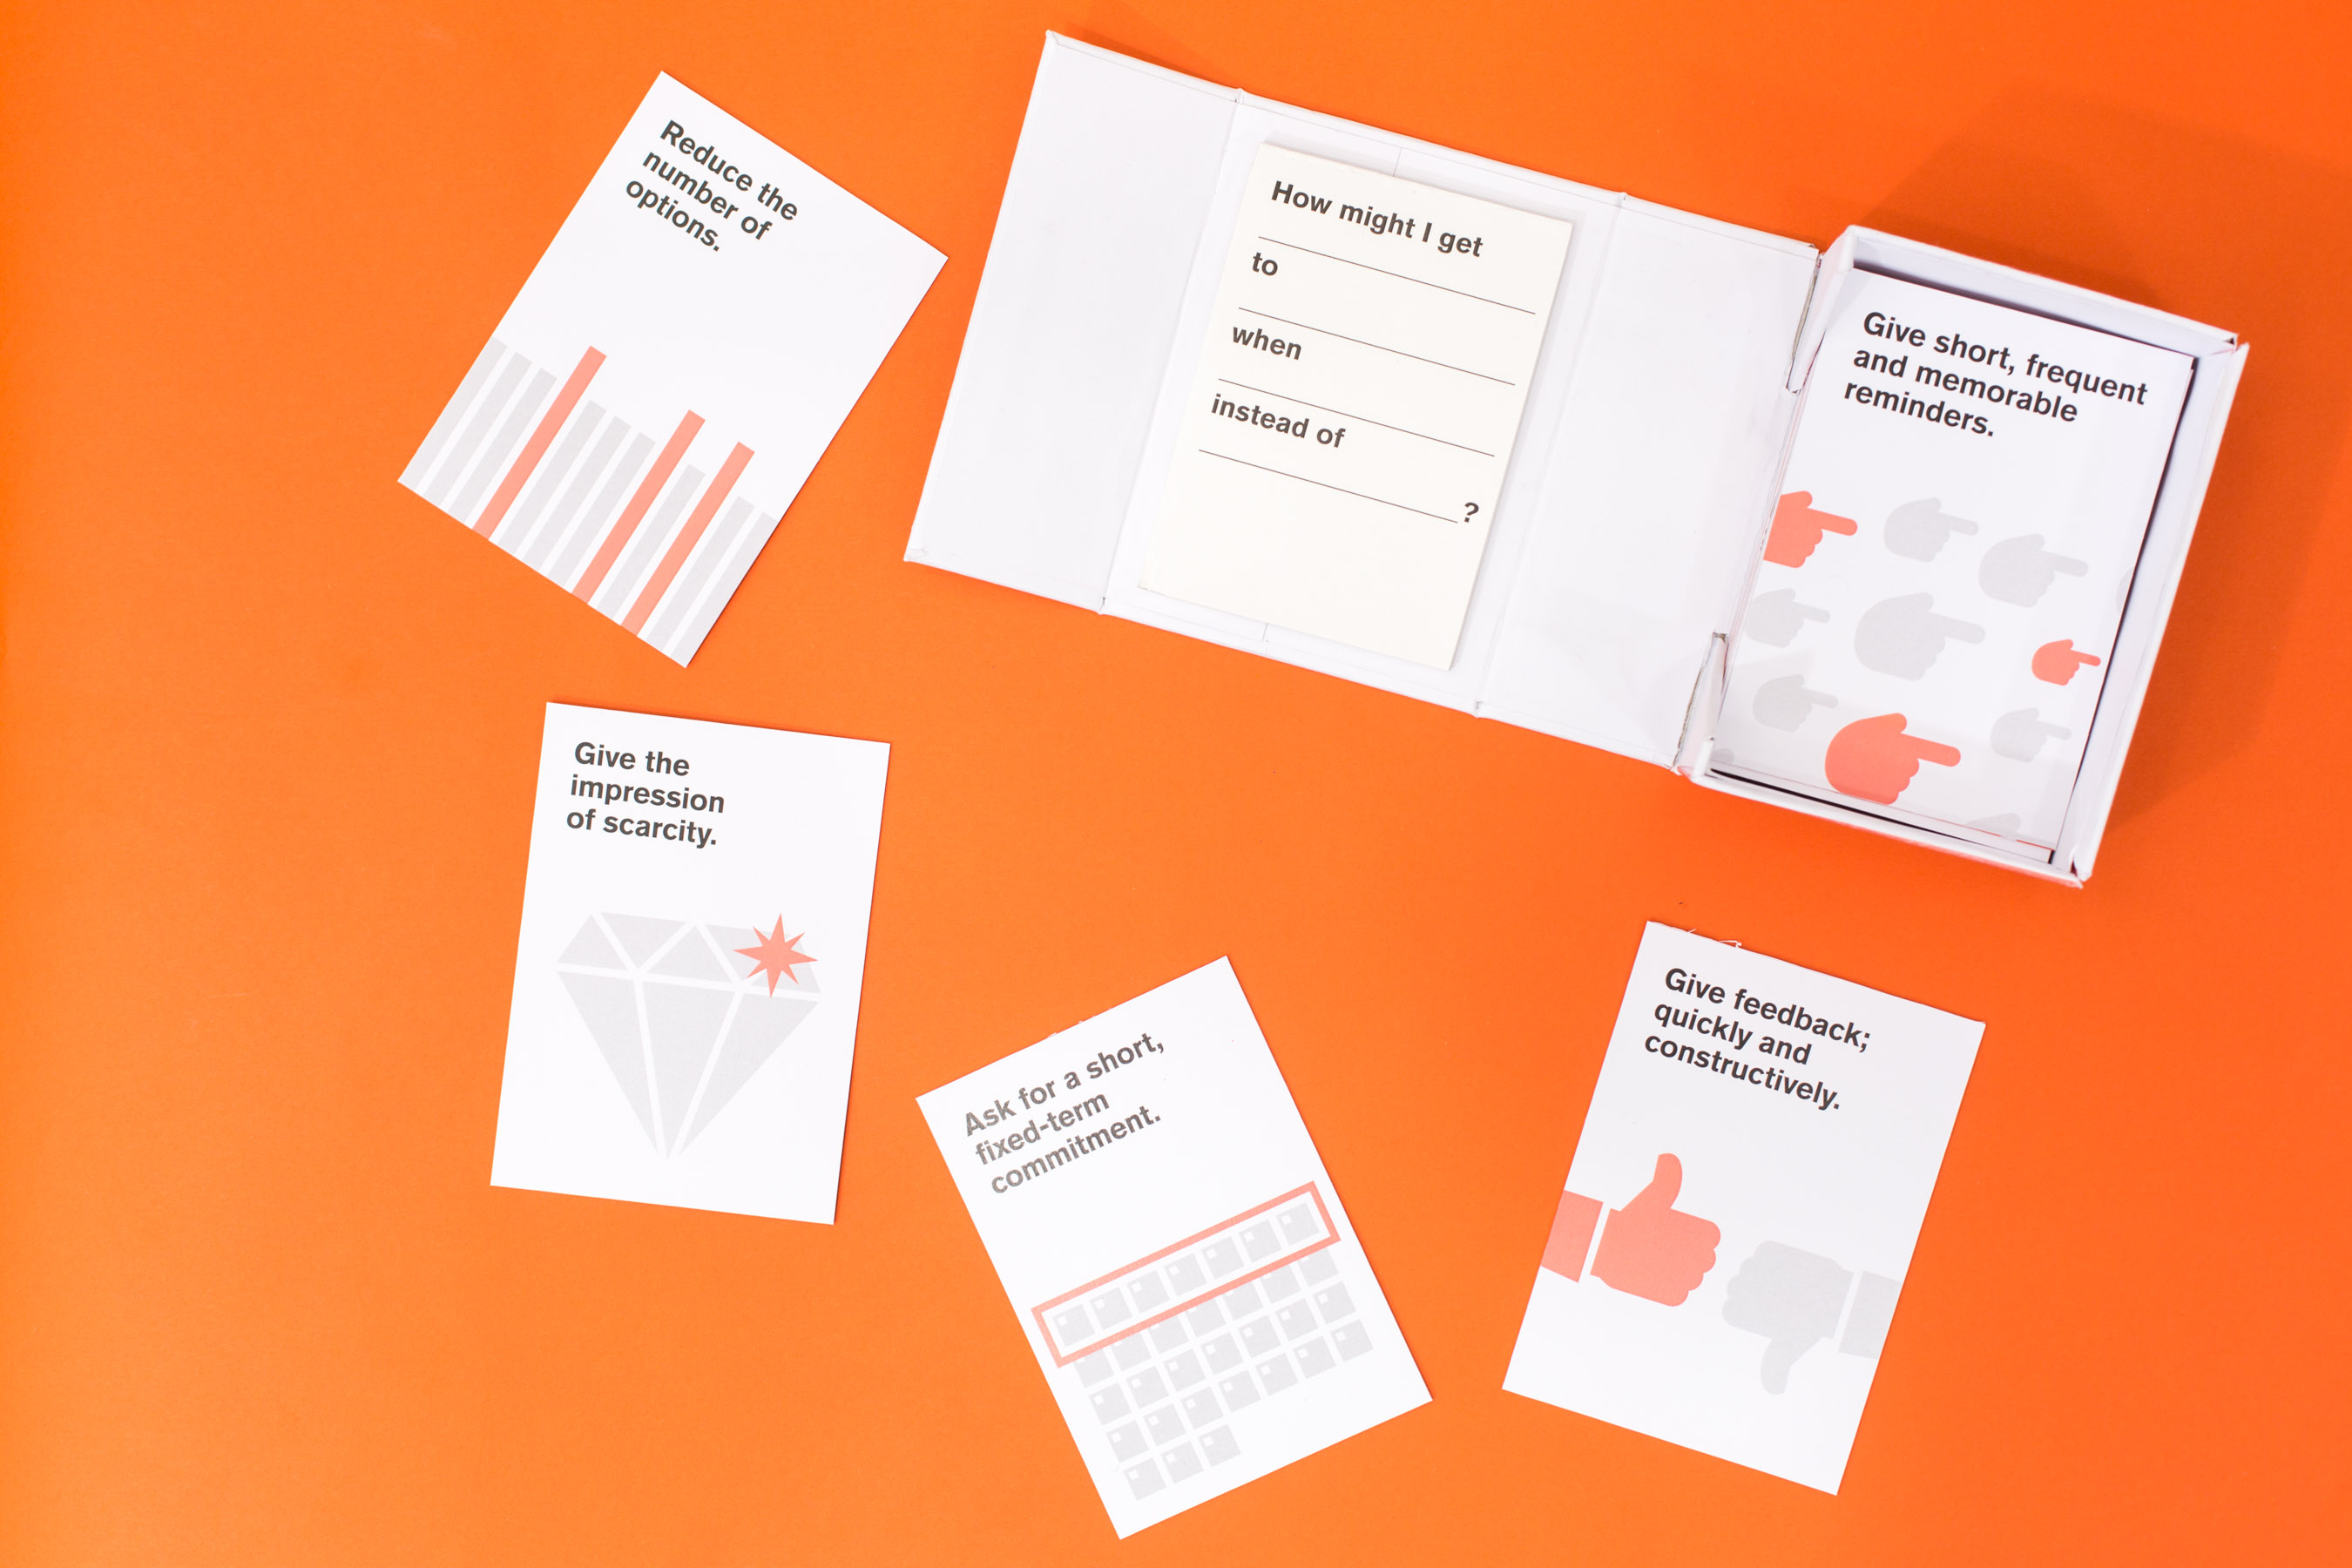 Reduce the
number of
options.
How might I get
to
when
instead of
?
Give short, frequent
and memorable
reminders.
Give the
impression
of scarcity.
Ask for a short,
fixed-term
commitment.
Give feedback;
quickly and
constructively.